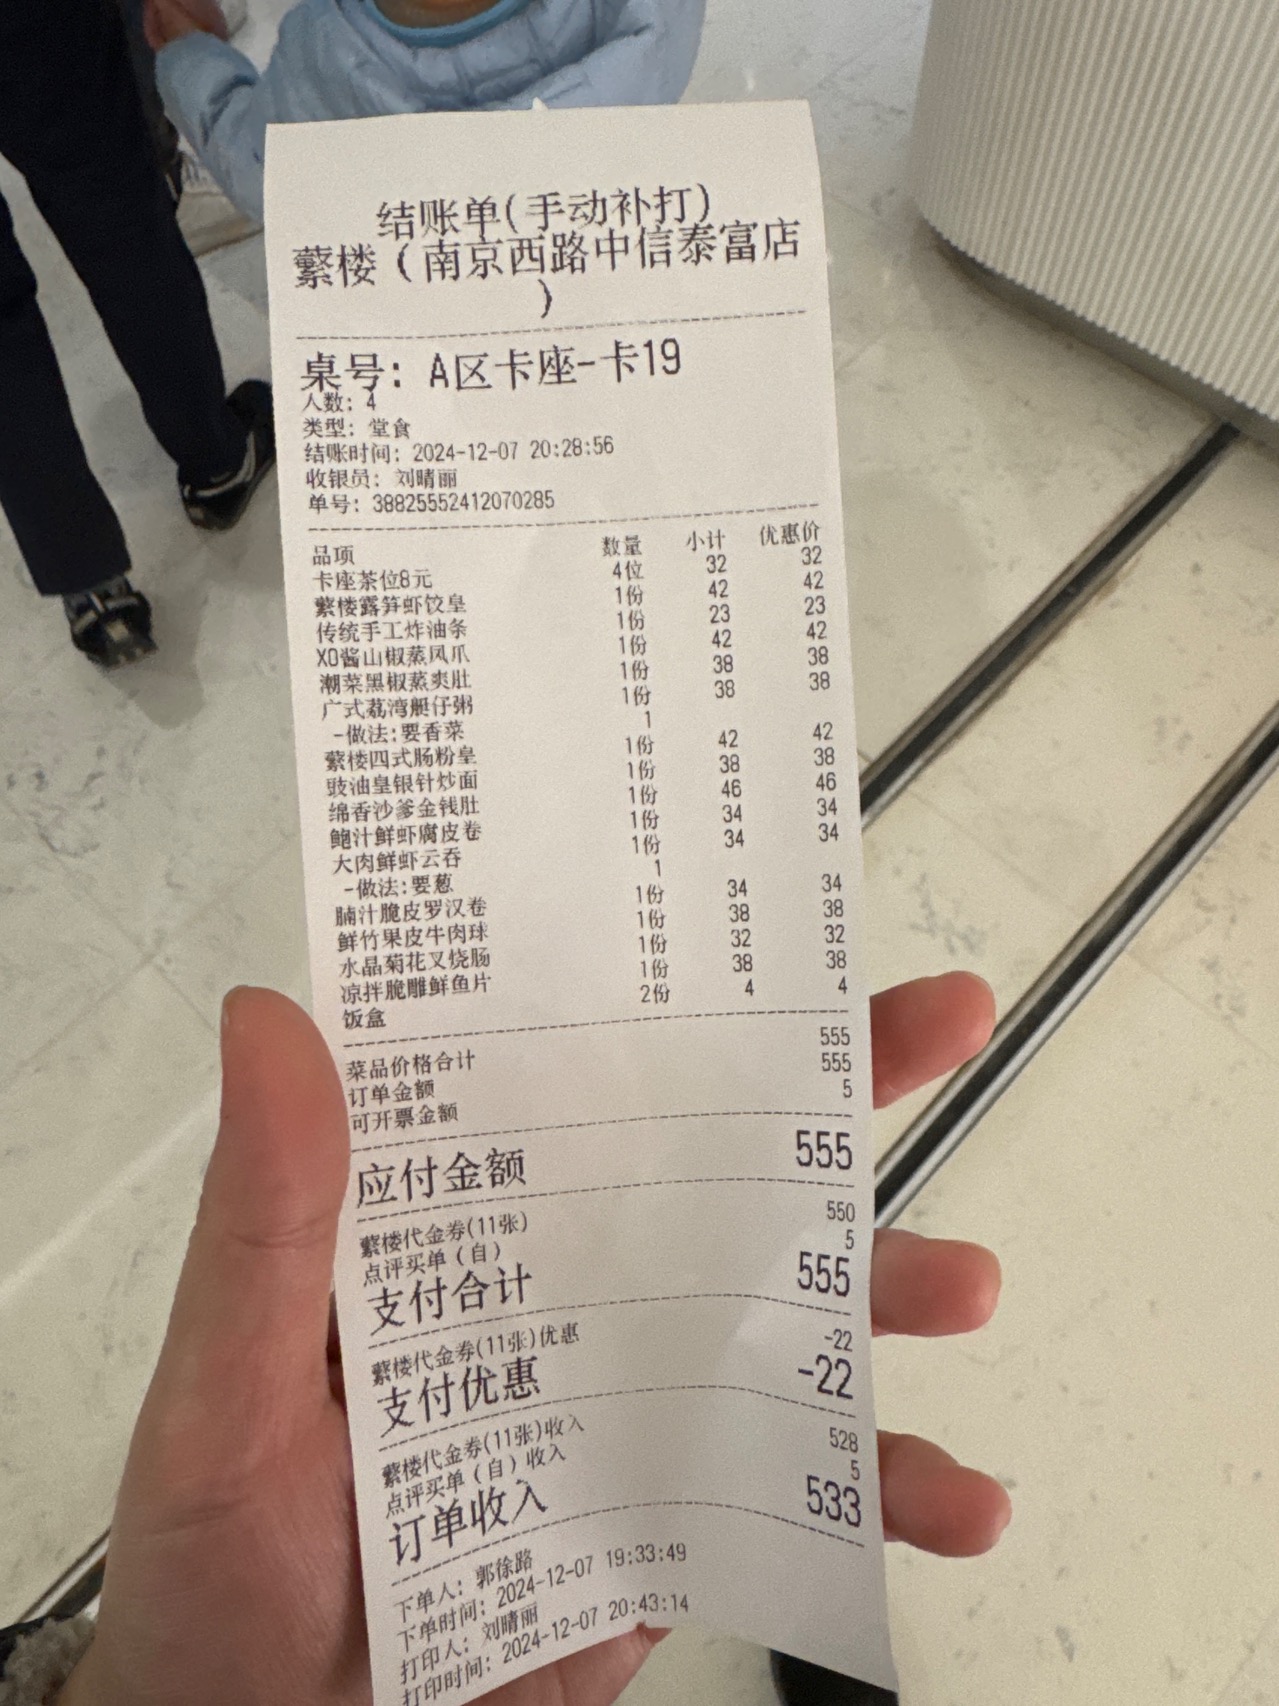 结账单(手动补打)
蘩楼（南京西路中信泰富店
）
桌号: A区卡座-卡19
人数: 4
类型: 堂食
结账时间: 2024-12-07 20:28:56
收银员: 刘晴丽
单号: 38825552412070285
品项 数量 小计 优惠价
卡座茶位8元 4位 32 32
蘩楼露笋虾饺皇 1份 42 42
传统手工炸油条 1份 23 23
XO酱山椒蒸凤爪 1份 42 42
潮菜黑椒蒸爽肚 1份 38 38
广式荔湾艇仔粥 1份 38 38
-做法:要香菜 1
蘩楼四式肠粉皇 1份 42 42
豉油皇银针炒面 1份 38 38
绵香沙爹金钱肚 1份 46 46
鲍汁鲜虾腐皮卷 1份 34 34
大肉鲜虾云吞 1份 34 34
-做法:要葱 1
腩汁脆皮罗汉卷 1份 34 34
鲜竹果皮牛肉球 1份 38 38
水晶菊花叉烧肠 1份 32 32
凉拌脆雕鲜鱼片 1份 38 38
饭盒 2份 4 4
菜品价格合计 555
订单金额 555
可开票金额 5
应付金额 555
蘩楼代金券(11张) 550
点评买单（自） 5
支付合计 555
蘩楼代金券(11张)优惠 -22
支付优惠 -22
蘩楼代金券(11张)收入 528
点评买单（自）收入 5
订单收入 533
下单人: 郭徐路
下单时间: 2024-12-07 19:33:49
打印人: 刘晴丽
打印时间: 2024-12-07 20:43:14